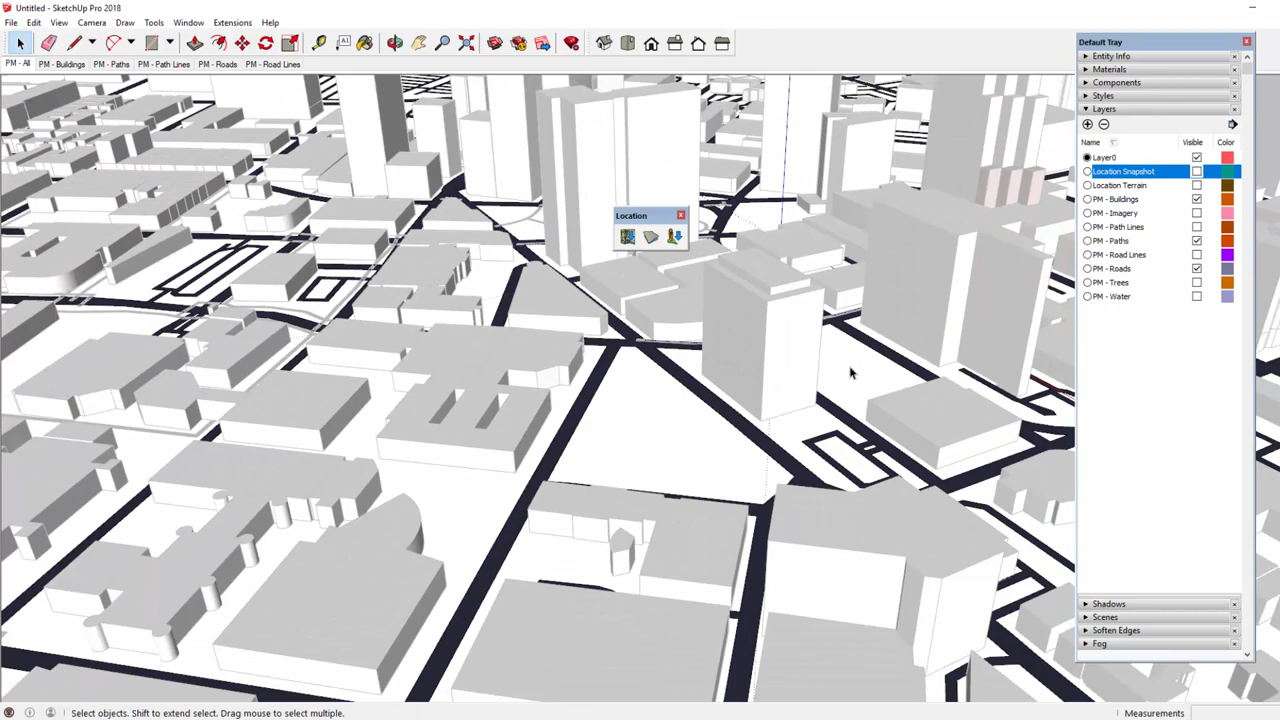 Untitled - SketchUp Pro 2018
File Edit View Camera Draw Tools Window Extensions Help
PM - All PM - Buildings PM - Paths PM - Path Lines PM - Roads PM - Road Lines
Location
Default Tray
Entity Info
Materials
Components
Styles
Layers
Name Visible Color
Layer0
Location Snapshot
Location Terrain
PM - Buildings
PM - Imagery
PM - Path Lines
PM - Paths
PM - Road Lines
PM - Roads
PM - Trees
PM - Water
Shadows
Scenes
Soften Edges
Fog
Select objects. Shift to extend select. Drag mouse to select multiple.
Measurements